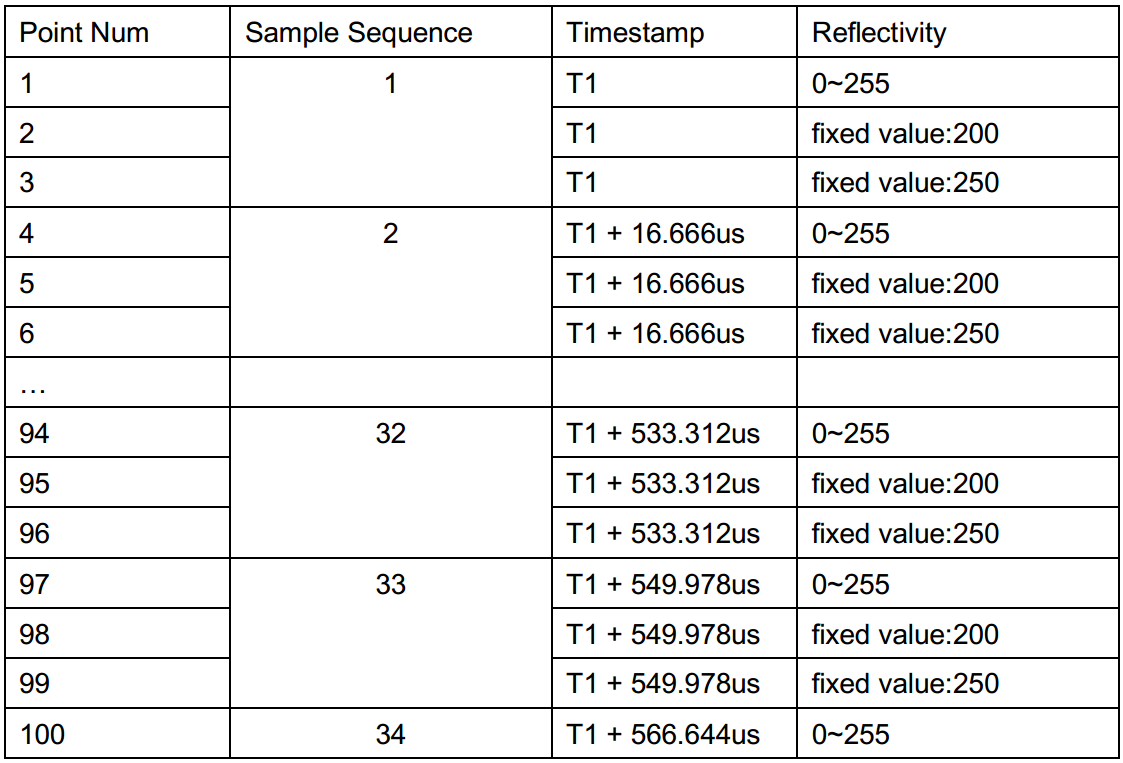 Point Num Sample Sequence Timestamp Reflectivity
1 1 T1 0~255
2 T1 fixed value:200
3 T1 fixed value:250
4 2 T1 + 16.666us 0~255
5 T1 + 16.666us fixed value:200
6 T1 + 16.666us fixed value:250
…
94 32 T1 + 533.312us 0~255
95 T1 + 533.312us fixed value:200
96 T1 + 533.312us fixed value:250
97 33 T1 + 549.978us 0~255
98 T1 + 549.978us fixed value:200
99 T1 + 549.978us fixed value:250
100 34 T1 + 566.644us 0~255